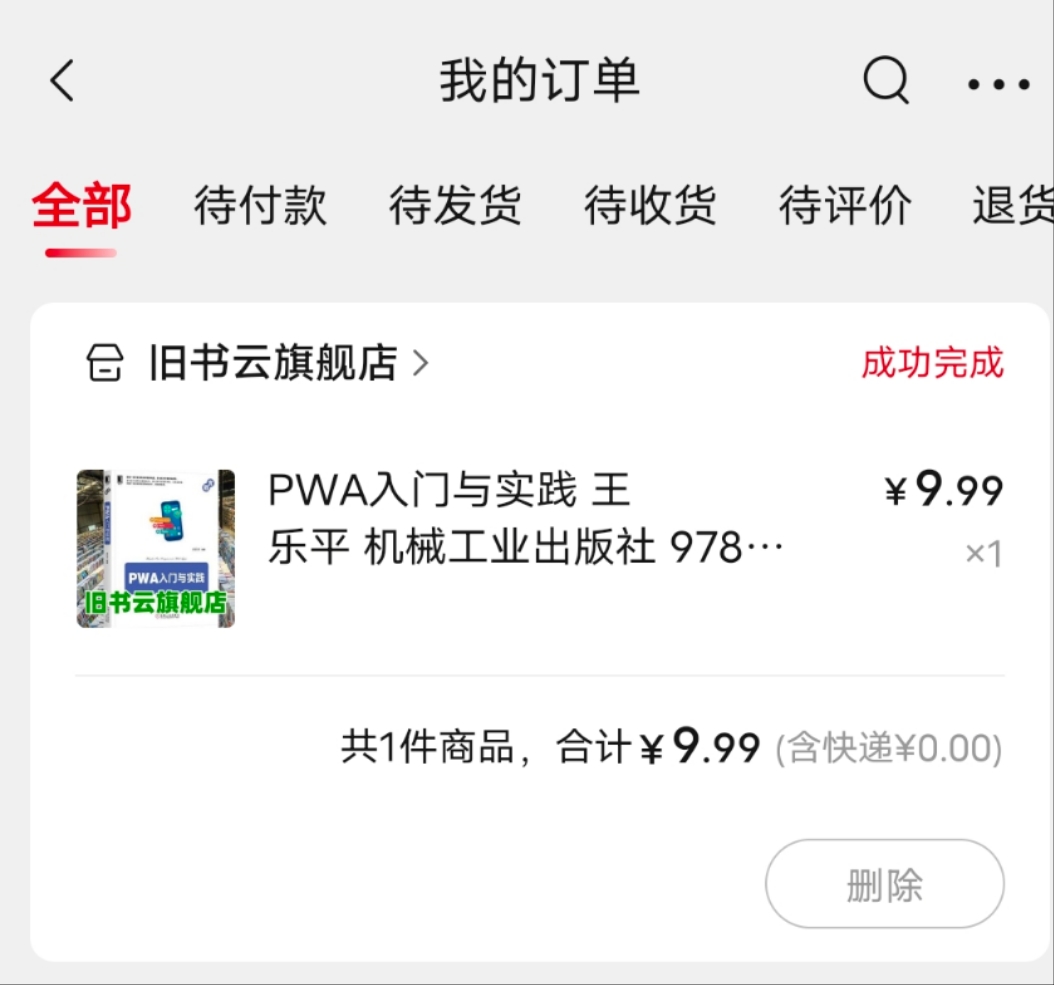 我的订单
全部 待付款 待发货 待收货 待评价 退货
旧书云旗舰店 成功完成
PWA入门与实践 王 ¥9.99
乐平 机械工业出版社 978… ×1
PWA入门与实践
旧书云旗舰店
共1件商品，合计¥9.99 (含快递¥0.00)
删除